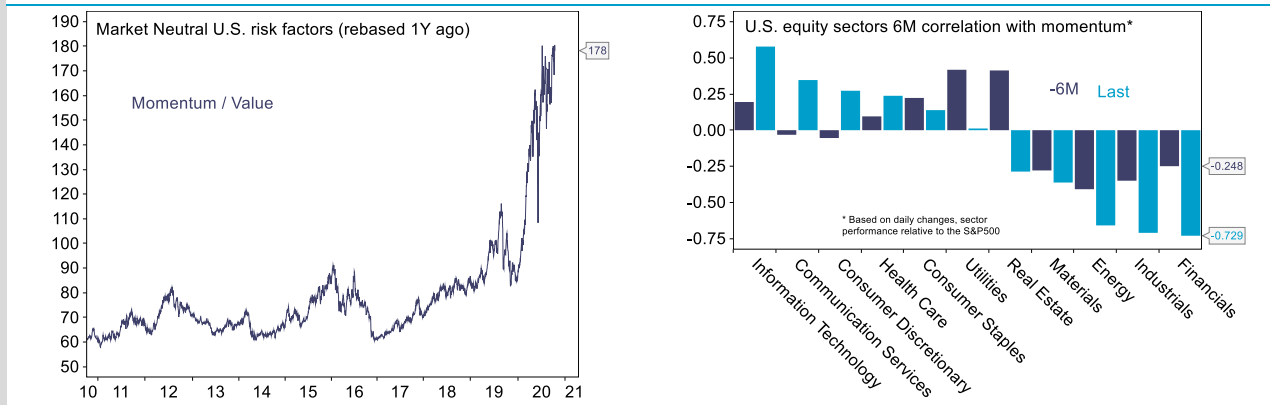 Market Neutral U.S. risk factors (rebased 1Y ago)
190
180
170
160
150
140
130
120
110
100
90
80
70
60
50
178
Momentum / Value
10 11 12 13 14 15 16 17 18 19 20 21
U.S. equity sectors 6M correlation with momentum*
0.75
0.50
0.25
0.00
-0.25
-0.50
-0.75
-6M Last
-0.248
-0.729
* Based on daily changes, sector
performance relative to the S&P500
Information Technology
Communication Services
Consumer Discretionary
Health Care
Consumer Staples
Utilities
Real Estate
Materials
Energy
Industrials
Financials